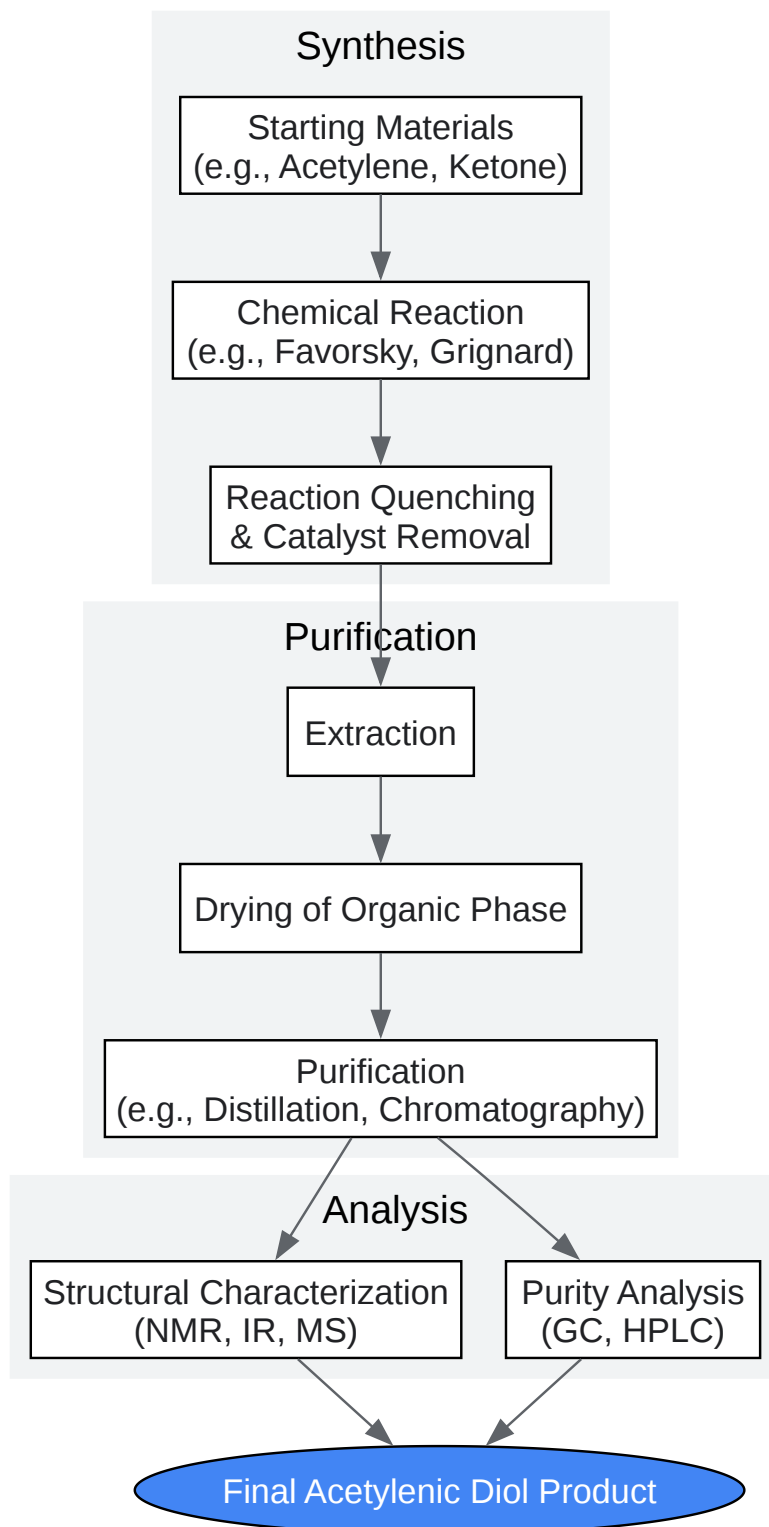 Synthesis
Starting Materials
(e.g., Acetylene, Ketone)
Chemical Reaction
(e.g., Favorsky, Grignard)
Reaction Quenching
& Catalyst Removal
Purification
Extraction
Drying of Organic Phase
Purification
(e.g., Distillation, Chromatography)
Analysis
Structural Characterization
(NMR, IR, MS)
Purity Analysis
(GC, HPLC)
Final Acetylenic Diol Product